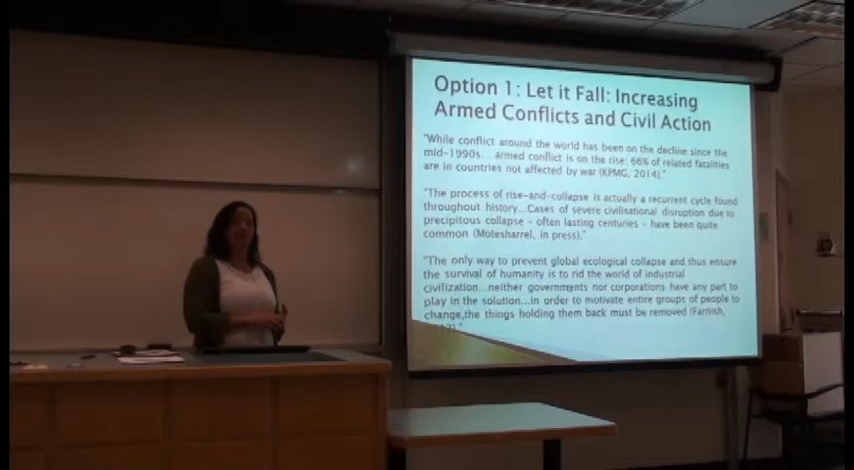 Option 1: Let it Fall: Increasing
Armed Conflicts and Civil Action
"While conflict around the world has been on the decline since the
mid-1990s... armed conflict is on the rise: 66% of related fatalities
are in countries not affected by war (KPMG, 2014)."
"The process of rise-and-collapse is actually a recurrent cycle found
throughout history...Cases of severe civilisational disruption due to
precipitous collapse - often lasting centuries - have been quite
common (Motesharrei, in press)."
"The only way to prevent global ecological collapse and thus ensure
the survival of humanity is to rid the world of industrial
civilization...neither governments nor corporations have any part to
play in the solution...in order to motivate entire groups of people to
change,the things holding them back must be removed (Farnish,